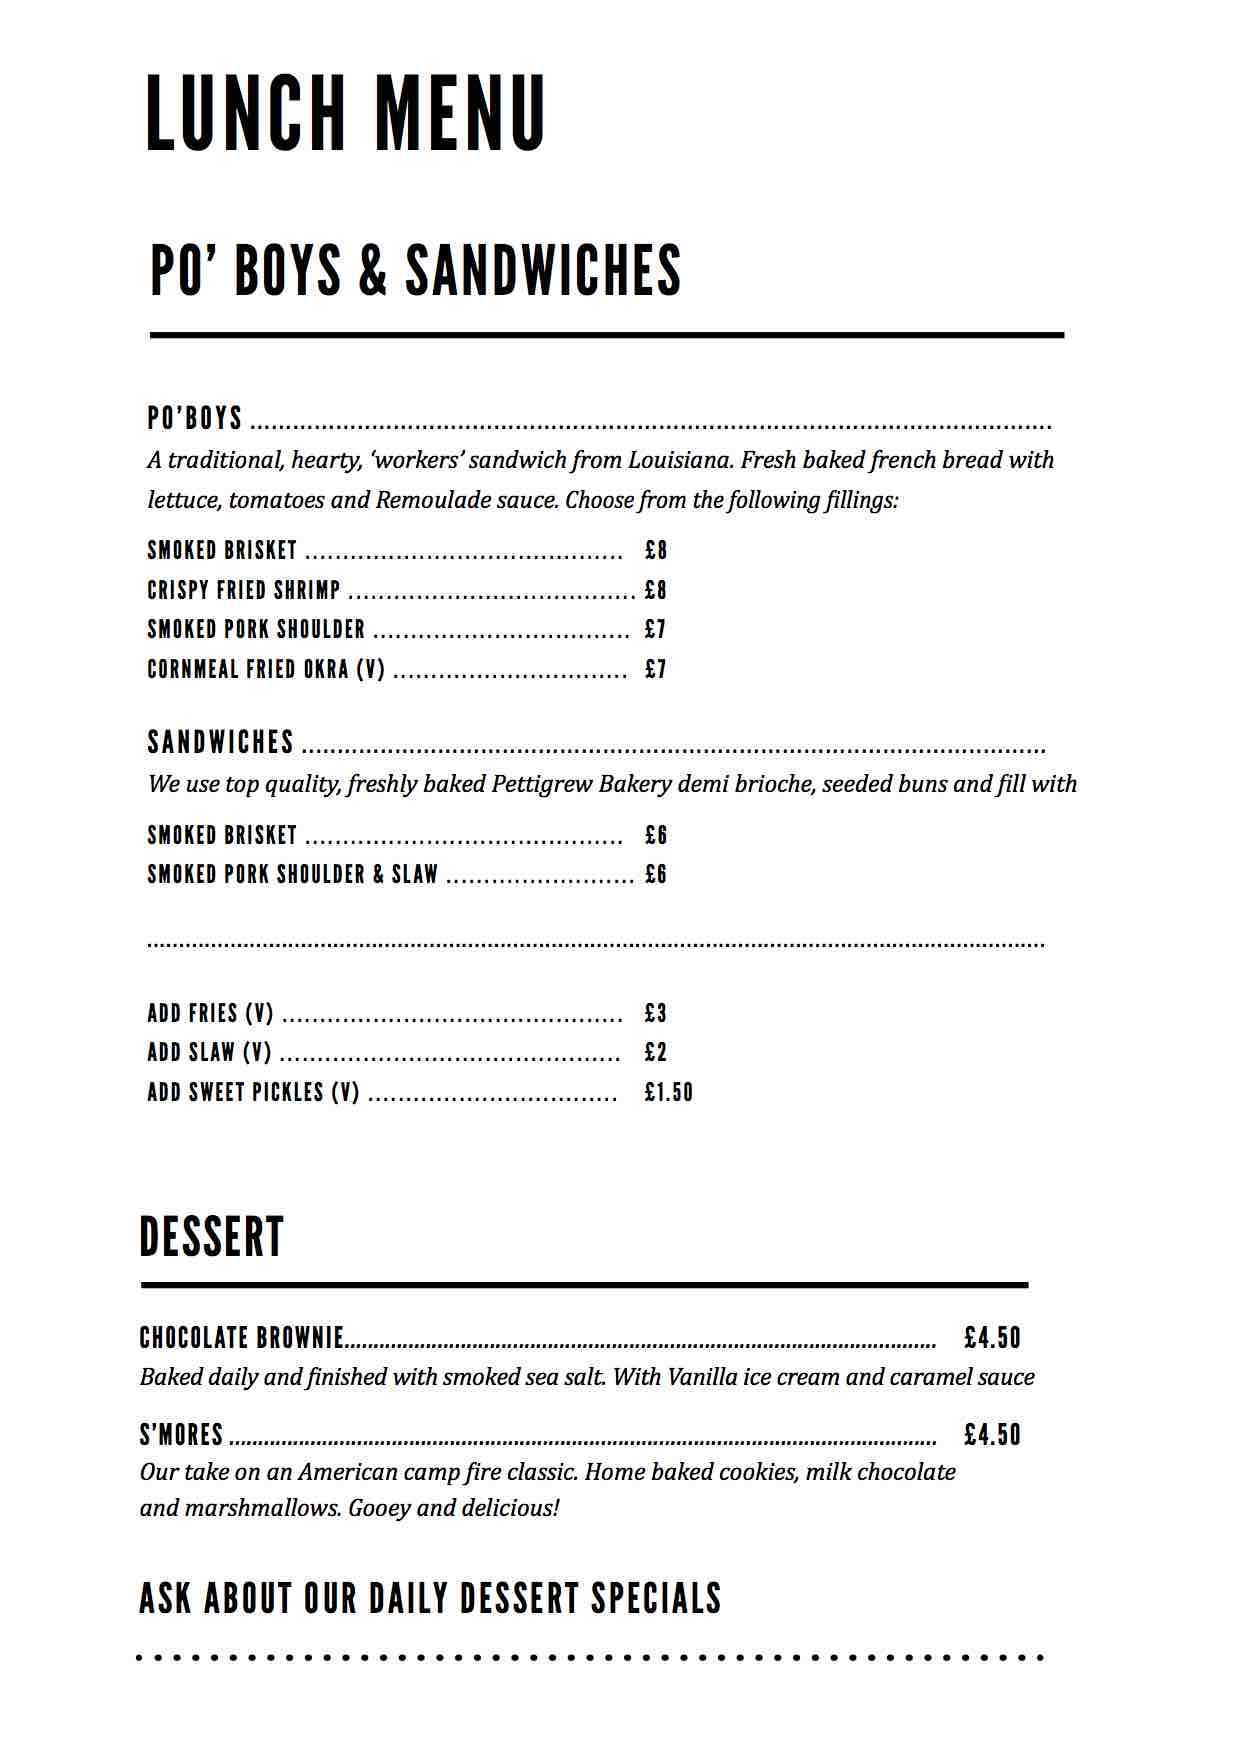 LUNCH MENU
PO’ BOYS & SANDWICHES
PO’BOYS ................................................................................................................
A traditional, hearty, ‘workers’ sandwich from Louisiana. Fresh baked french bread with
lettuce, tomatoes and Remoulade sauce. Choose from the following fillings:
SMOKED BRISKET .......................................... £8
CRISPY FRIED SHRIMP ...................................... £8
SMOKED PORK SHOULDER .................................. £7
CORNMEAL FRIED OKRA (V) ............................... £7
SANDWICHES ........................................................................................................
We use top quality, freshly baked Pettigrew Bakery demi brioche, seeded buns and fill with
SMOKED BRISKET .......................................... £6
SMOKED PORK SHOULDER & SLAW ......................... £6
ADD FRIES (V) ............................................. £3
ADD SLAW (V) ............................................. £2
ADD SWEET PICKLES (V) ................................. £1.50
DESSERT
CHOCOLATE BROWNIE...................................................................................................... £4.50
Baked daily and finished with smoked sea salt. With Vanilla ice cream and caramel sauce
S’MORES ......................................................................................................................... £4.50
Our take on an American camp fire classic. Home baked cookies, milk chocolate
and marshmallows. Gooey and delicious!
ASK ABOUT OUR DAILY DESSERT SPECIALS